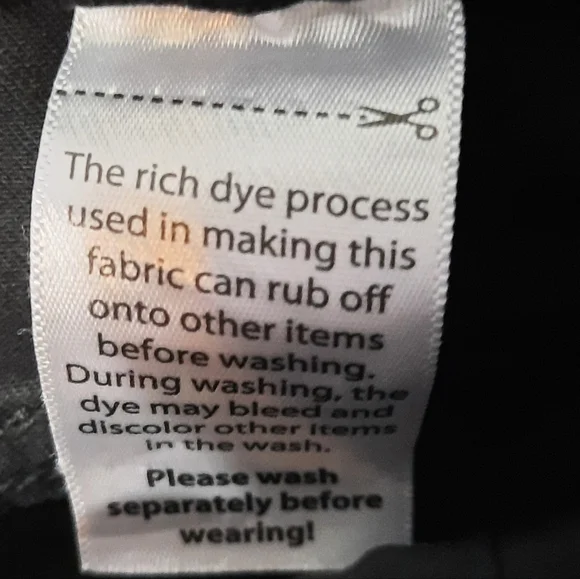 The rich dye process
used in making this
fabric can rub off
onto other items
before washing.
During washing, the
dye may bleed and
discolor other items
in the wash.
Please wash
separately before
wearing!